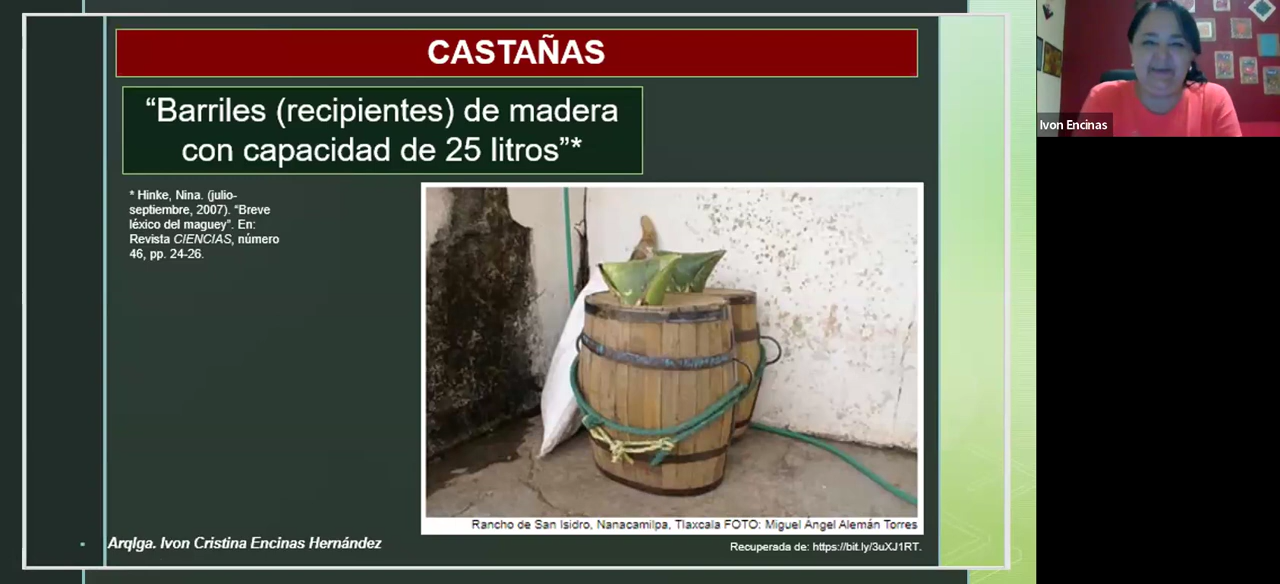 CASTAÑAS
“Barriles (recipientes) de madera
con capacidad de 25 litros”*
* Hinke, Nina. (julio-
septiembre, 2007). “Breve
léxico del maguey”. En:
Revista CIENCIAS, número
46, pp. 24-26.
Rancho de San Isidro, Nanacamilpa, Tlaxcala FOTO: Miguel Ángel Alemán Torres
Arqlga. Ivon Cristina Encinas Hernández
Recuperada de: https://bit.ly/3uXJ1RT.
Ivon Encinas